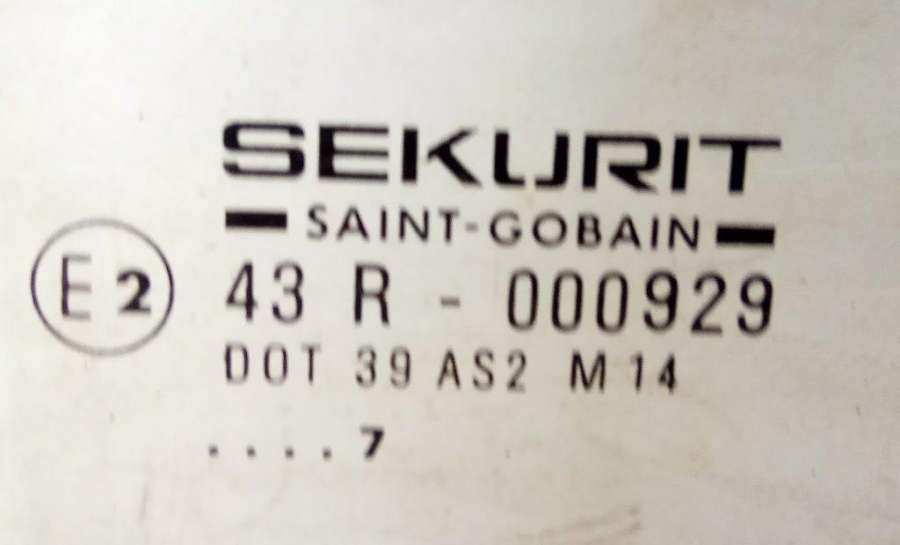 SEKURIT
SAINT-GOBAIN
E2 43 R - 000929
DOT 39 AS2 M14
....7